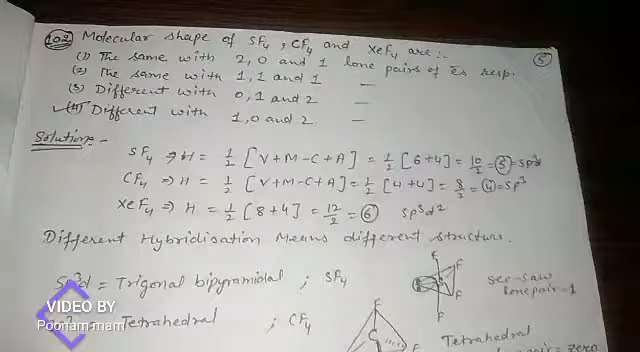 102 Molecular shape of SF₄, CF₄ and XeF₄ are :-
(1) The same with 2, 0 and 1 lone pairs of ēs resp.
(2) The same with 1, 1 and 1 —
(3) Different with 0, 1 and 2 —
(4) Different with 1, 0 and 2 —
5
Solution:-
SF₄ ⇒ H = 1/2 [V+M-C+A] = 1/2 [6+4] = 10/2 = 5 = sp³d
CF₄ ⇒ H = 1/2 [V+M-C+A] = 1/2 [4+4] = 8/2 = 4 = sp³
XeF₄ ⇒ H = 1/2 [8+4] = 12/2 = 6 sp³d²
Different Hybridisation Means different structure.
Sp³d = Trigonal bipyramidal ; SF₄
F F F S see-saw
lone pair = 1
Tetrahedral ; CF₄
F C F Tetrahedral
pair = zero
VIDEO BY
Poonam mam